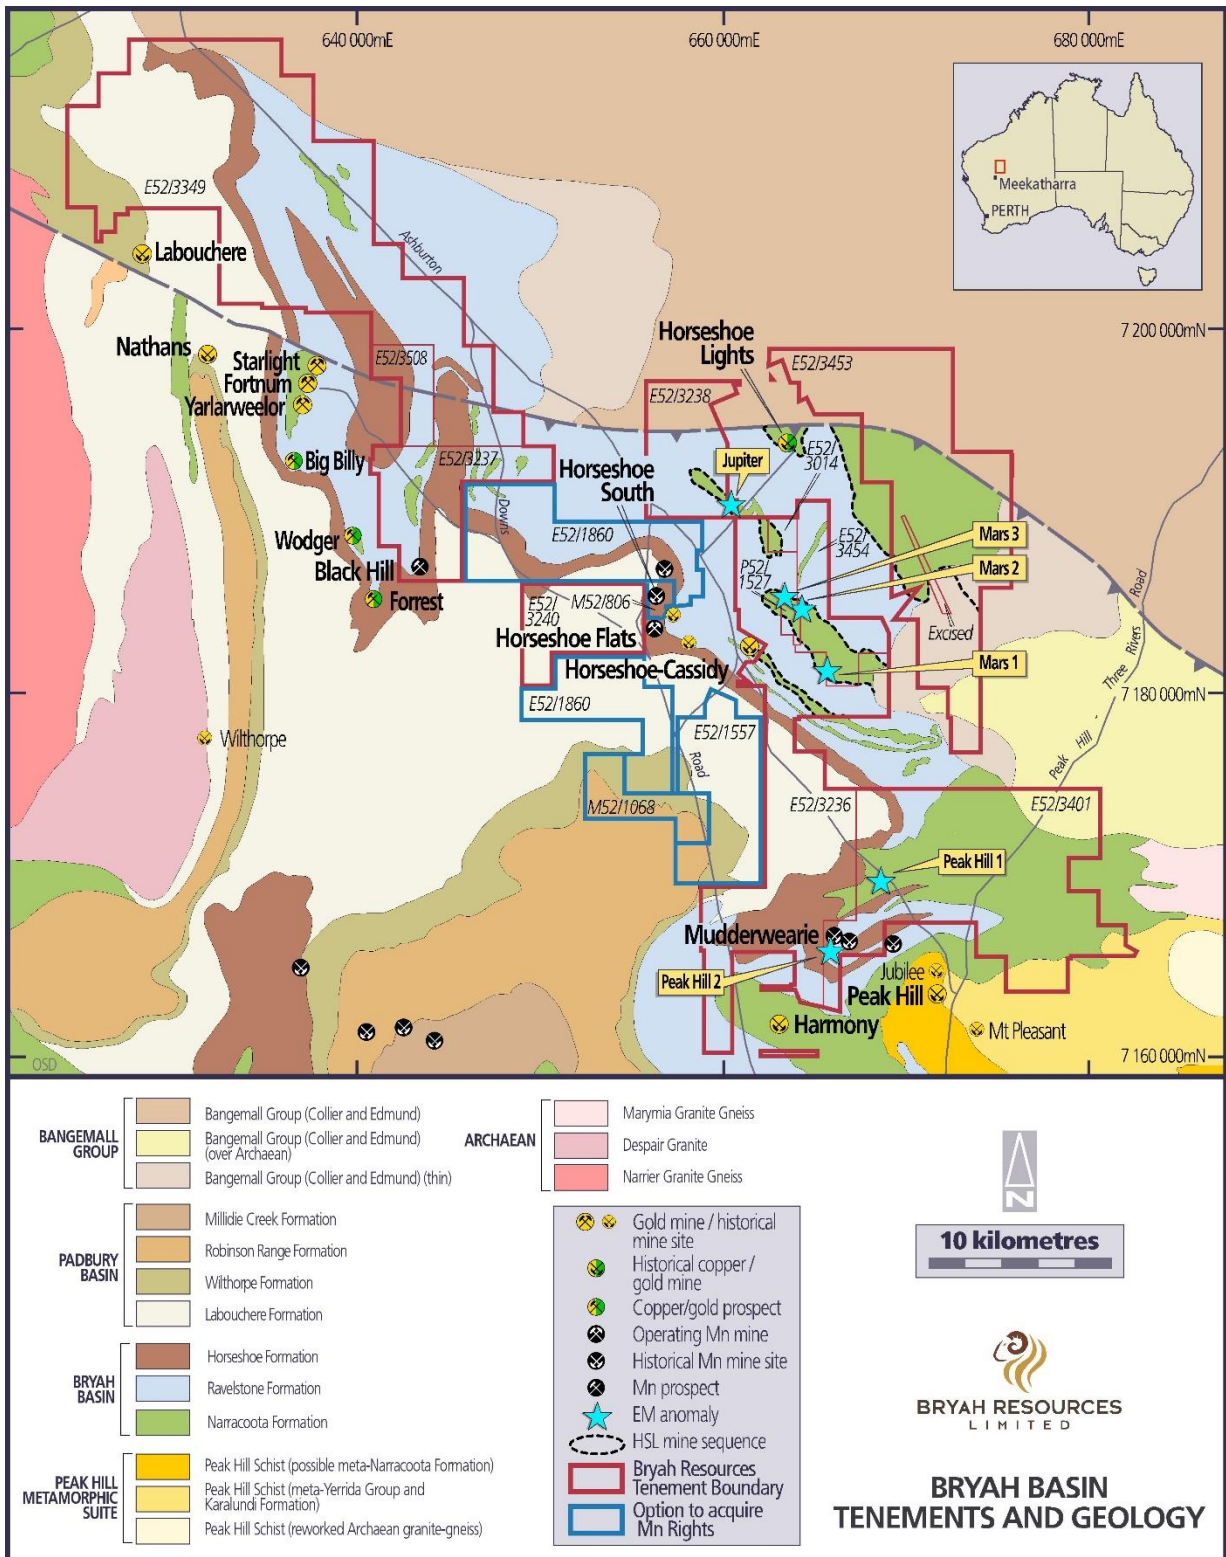 640 000mE
660 000mE
680 000mE
Meekatharra
PERTH
E52/3349
Labouchere
Ashburton
Horseshoe
Lights
7 200 000mN
Nathans
Starlight
Fortnum
Yarlarweelor
E52/3508
E52/3238
E52/3453
Big Billy
E52/3237
Horseshoe
South
Jupiter
E52/
3014
Downs
E52/1860
E52/
3454
Mars 3
Wodger
Black Hill
Forrest
E52/
3240
M52/806
P52/
1527
Mars 2
Horseshoe Flats
Horseshoe-Cassidy
Excised
Mars 1
Three Rivers Road
7 180 000mN
E52/1860
E52/1557
Wilthorpe
Road
Peak Hill
M52/1068
E52/3236
E52/3401
Peak Hill 1
Mudderwearie
Peak Hill 2
Jubilee
Peak Hill
Harmony
Mt Pleasant
OSD
7 160 000mN
BANGEMALL
GROUP
Bangemall Group (Collier and Edmund)
Bangemall Group (Collier and Edmund)
(over Archaean)
Bangemall Group (Collier and Edmund) (thin)
PADBURY
BASIN
Millidie Creek Formation
Robinson Range Formation
Wilthorpe Formation
Labouchere Formation
BRYAH
BASIN
Horseshoe Formation
Ravelstone Formation
Narracoota Formation
PEAK HILL
METAMORPHIC
SUITE
Peak Hill Schist (possible meta-Narracoota Formation)
Peak Hill Schist (meta-Yerrida Group and
Karalundi Formation)
Peak Hill Schist (reworked Archaean granite-gneiss)
ARCHAEAN
Marymia Granite Gneiss
Despair Granite
Narrier Granite Gneiss
Gold mine / historical
mine site
Historical copper /
gold mine
Copper/gold prospect
Operating Mn mine
Historical Mn mine site
Mn prospect
EM anomaly
HSL mine sequence
Bryah Resources
Tenement Boundary
Option to acquire
Mn Rights
N
10 kilometres
BRYAH RESOURCES
LIMITED
BRYAH BASIN
TENEMENTS AND GEOLOGY